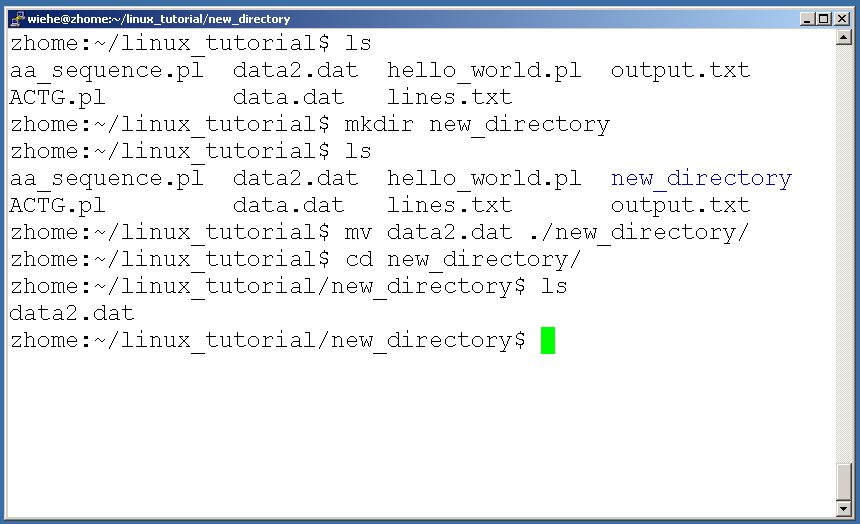 wiehe@zhome:~/linux_tutorial/new_directory
zhome:~/linux_tutorial$ ls
aa_sequence.pl  data2.dat  hello_world.pl  output.txt
ACTG.pl         data.dat   lines.txt
zhome:~/linux_tutorial$ mkdir new_directory
zhome:~/linux_tutorial$ ls
aa_sequence.pl  data2.dat  hello_world.pl  new_directory
ACTG.pl         data.dat   lines.txt       output.txt
zhome:~/linux_tutorial$ mv data2.dat ./new_directory/
zhome:~/linux_tutorial$ cd new_directory/
zhome:~/linux_tutorial/new_directory$ ls
data2.dat
zhome:~/linux_tutorial/new_directory$